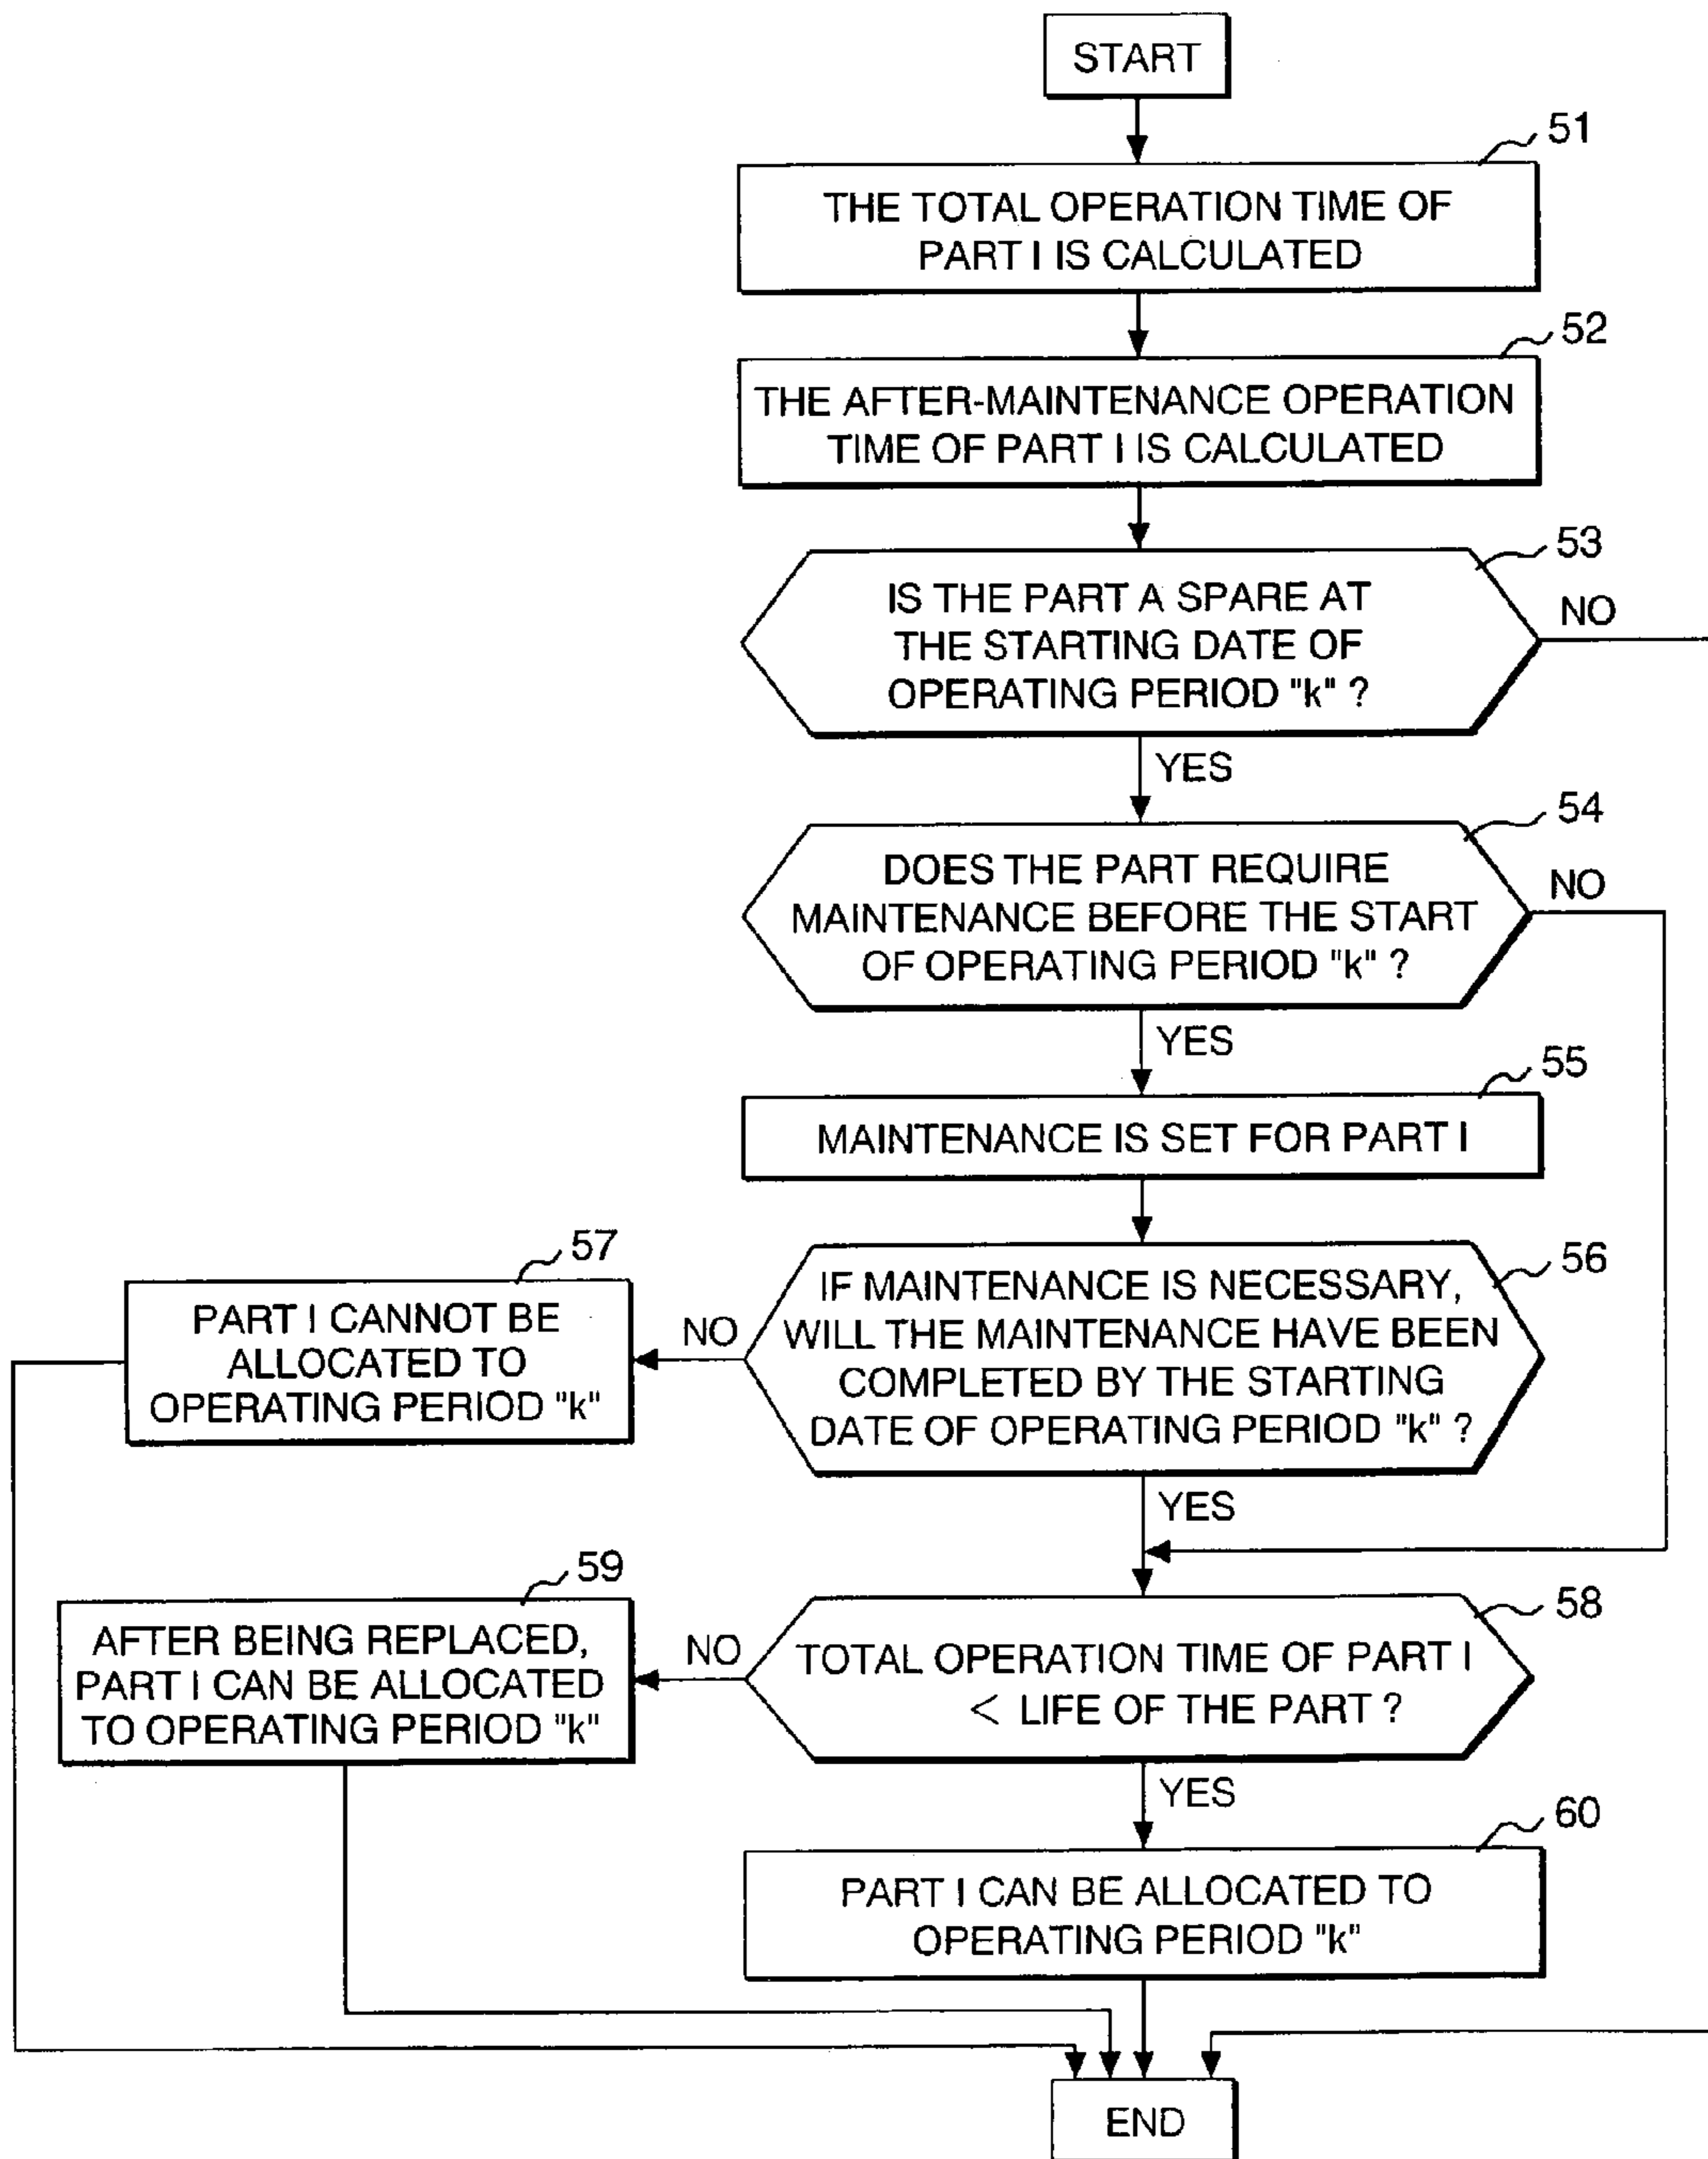 START
51
THE TOTAL OPERATION TIME OF
PART I IS CALCULATED
52
THE AFTER-MAINTENANCE OPERATION
TIME OF PART I IS CALCULATED
53
IS THE PART A SPARE AT
THE STARTING DATE OF
OPERATING PERIOD "k" ?
NO
YES
54
DOES THE PART REQUIRE
MAINTENANCE BEFORE THE START
OF OPERATING PERIOD "k" ?
NO
YES
55
MAINTENANCE IS SET FOR PART I
56
IF MAINTENANCE IS NECESSARY,
WILL THE MAINTENANCE HAVE BEEN
COMPLETED BY THE STARTING
DATE OF OPERATING PERIOD "k" ?
NO
57
PART I CANNOT BE
ALLOCATED TO
OPERATING PERIOD "k"
YES
58
TOTAL OPERATION TIME OF PART I
< LIFE OF THE PART ?
NO
59
AFTER BEING REPLACED,
PART I CAN BE ALLOCATED
TO OPERATING PERIOD "k"
YES
60
PART I CAN BE ALLOCATED TO
OPERATING PERIOD "k"
END